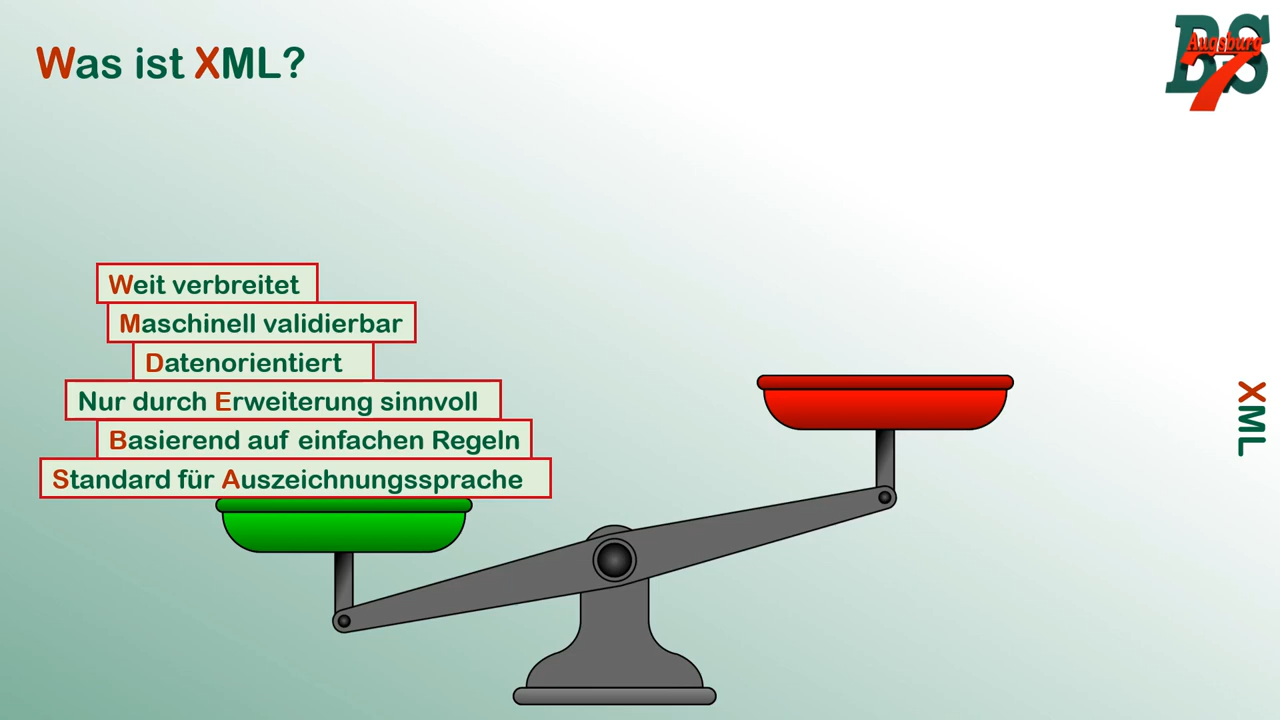 Was ist XML?
BS
Augsburg
7
Weit verbreitet
Maschinell validierbar
Datenorientiert
Nur durch Erweiterung sinnvoll
Basierend auf einfachen Regeln
Standard für Auszeichnungssprache
XML